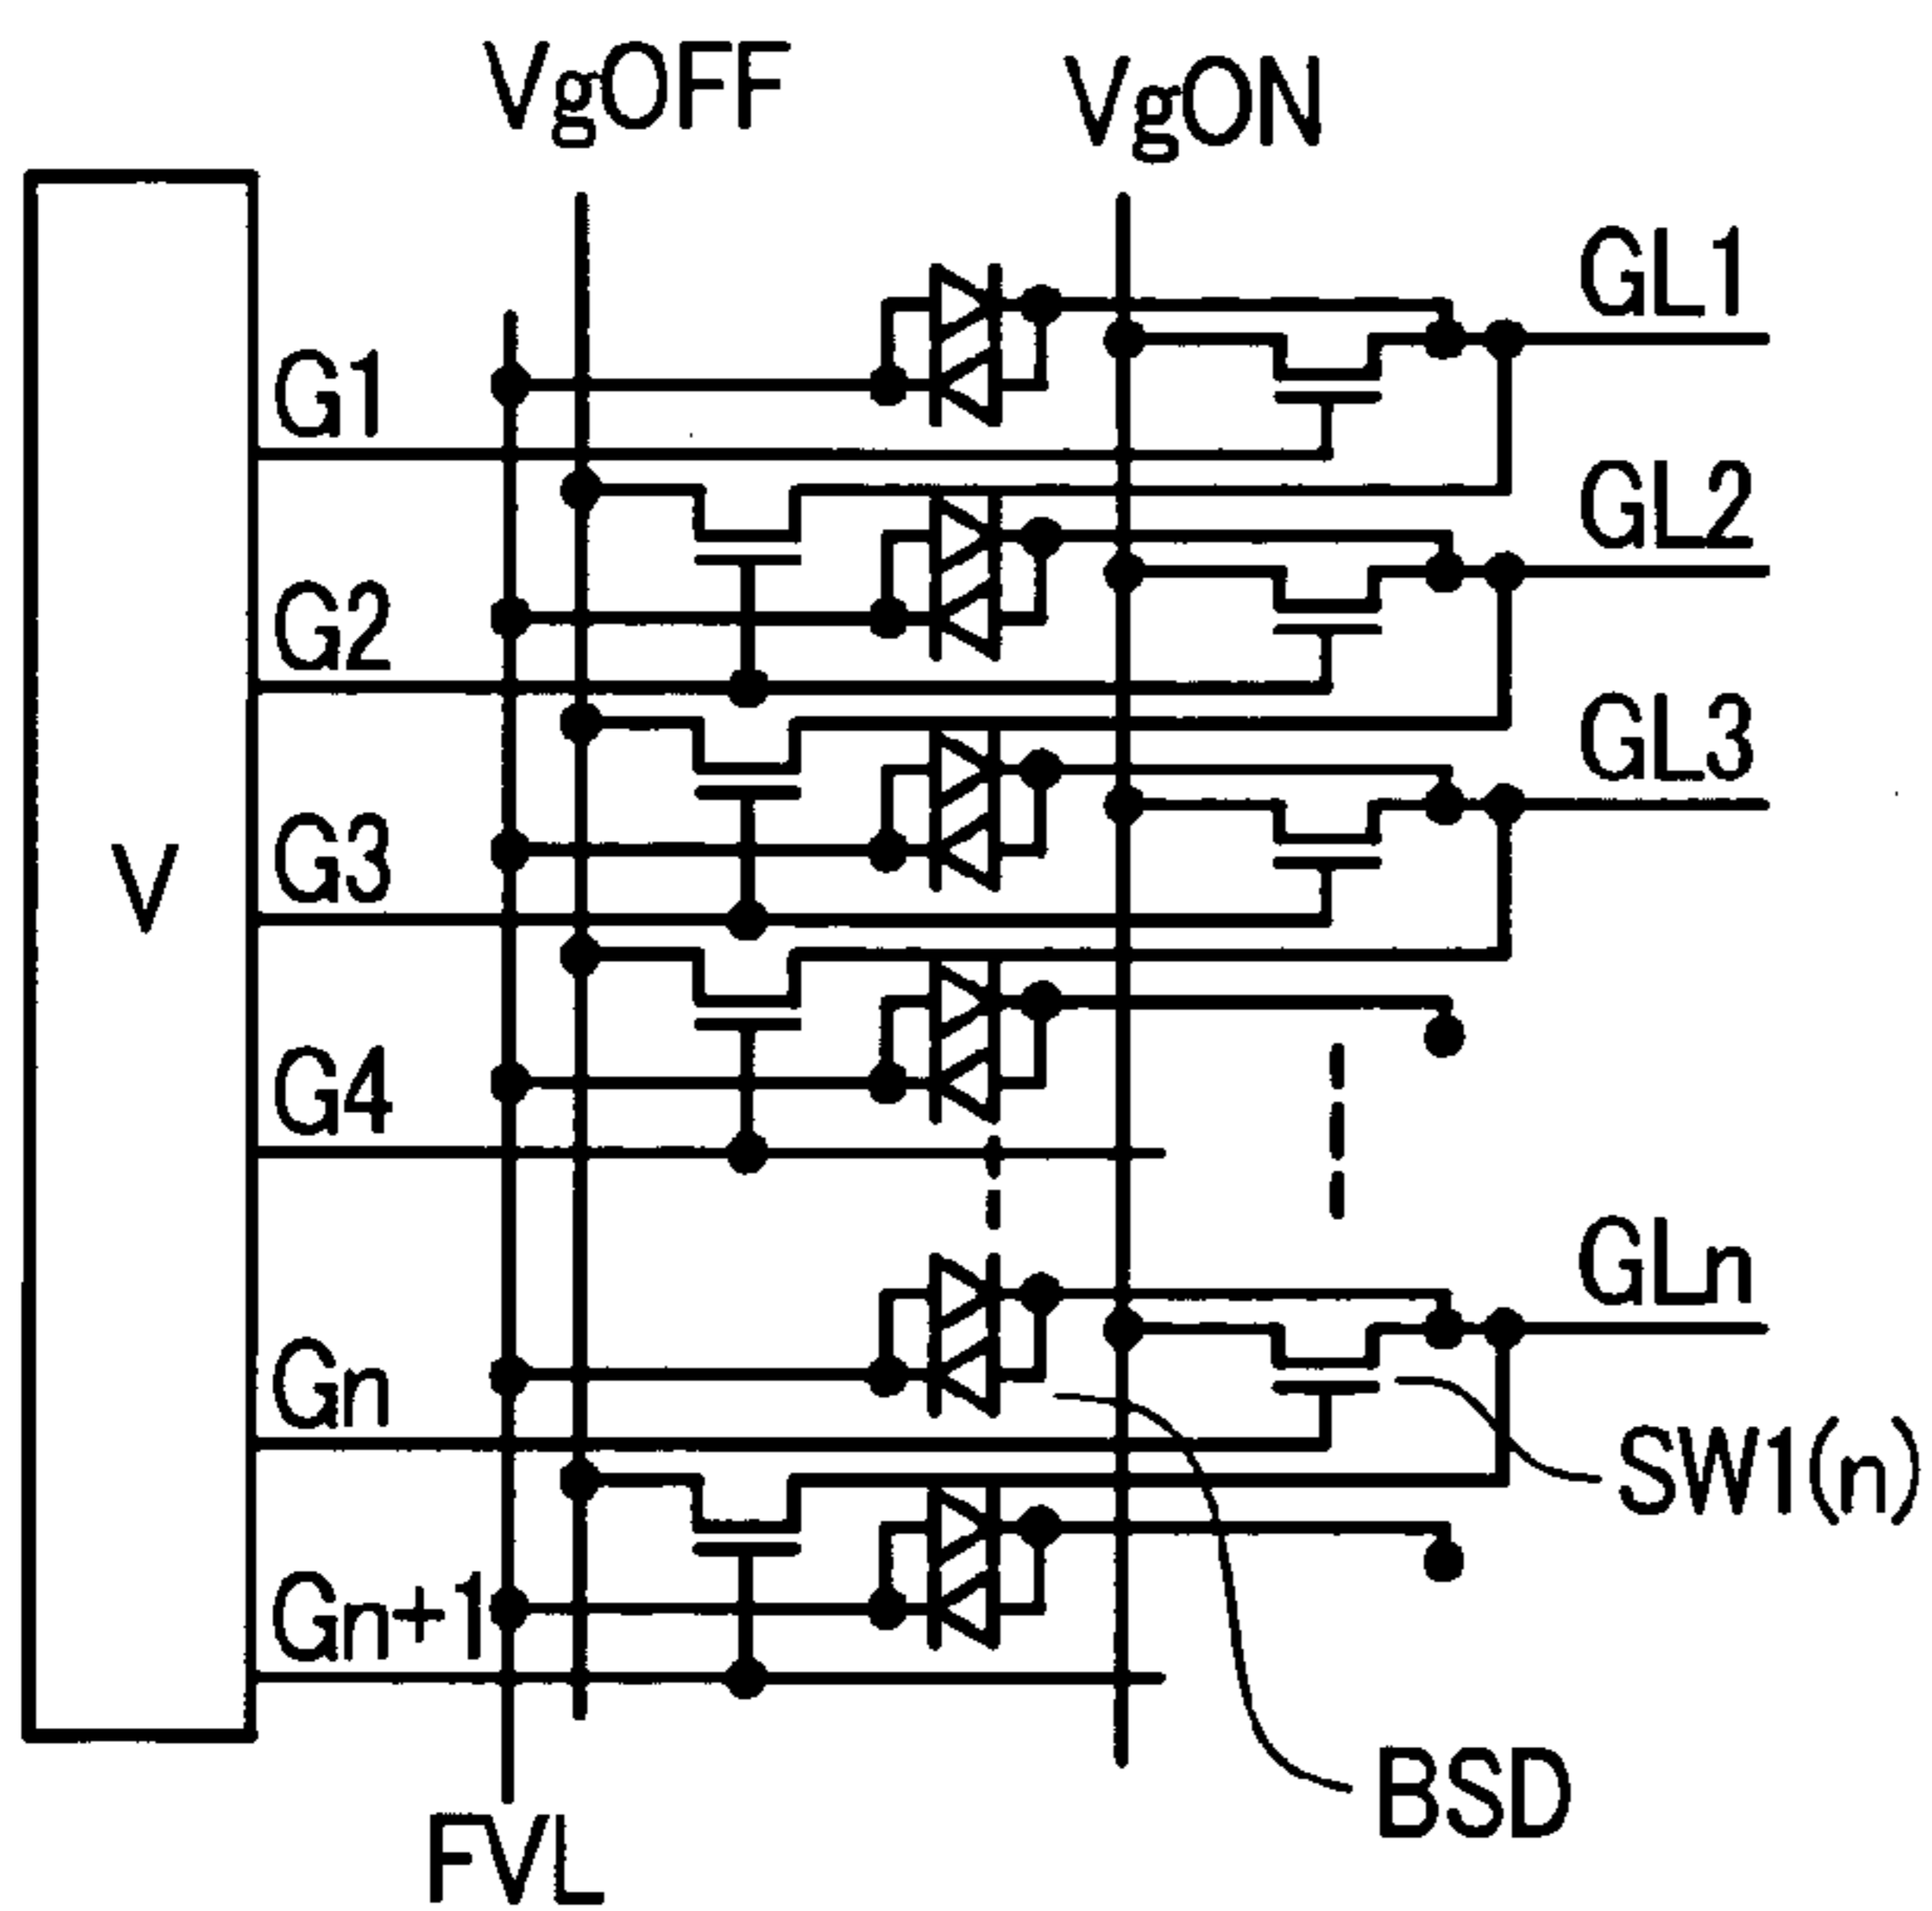 VgOFF
VgON
GL1
G1
GL2
G2
GL3
G3
V
G4
GLn
Gn
SW1(n)
Gn+1
BSD
FVL